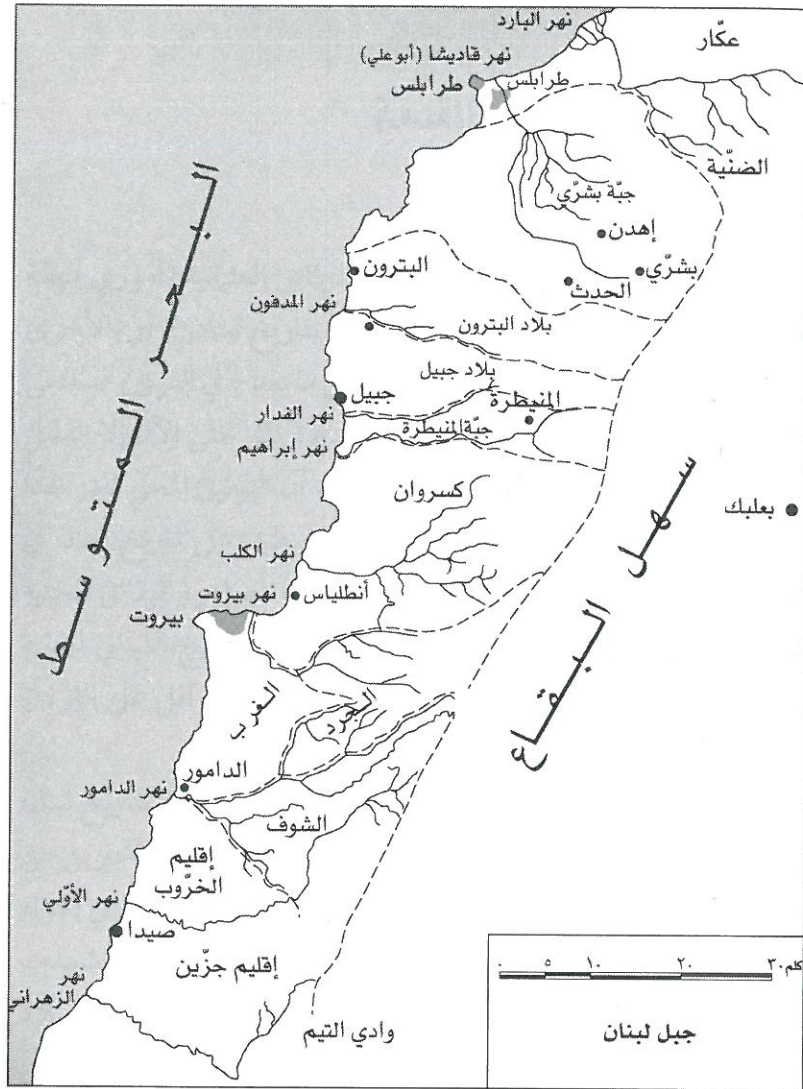 نهر البارد
عكّار
نهر قاديشا (أبو علي)
طرابلس
طرابلس
الضنّية
جبّة بشرّي
إهدن
بشرّي
الحدث
البترون
نهر المدفون
بلاد البترون
بلاد جبيل
جبيل
المنيطرة
نهر الفدار
جبّة المنيطرة
نهر إبراهيم
كسروان
بعلبك
نهر الكلب
أنطلياس
نهر بيروت
بيروت
البحر المتوسط
سهل البقاع
الغرب
الجرد
الدامور
نهر الدامور
الشوف
إقليم
الخرّوب
نهر الأوّلي
صيدا
إقليم جزّين
نهر
الزهراني
وادي التيم
٠ ٥ ١٠ ٢٠ ٣٠ كلم
جبل لبنان